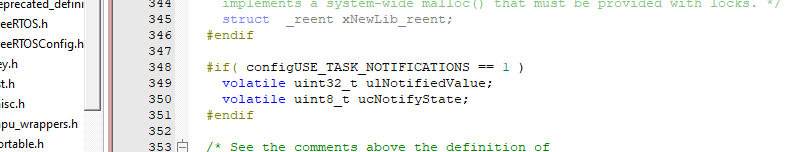 eprecated_defini
eeRTOS.h
eeRTOSConfig.h
ey.h
st.h
isc.h
pu_wrappers.h
ortable.h
344 implements a system-wide malloc() that must be provided with locks. */
345 struct _reent xNewLib_reent;
346 #endif
347
348 #if( configUSE_TASK_NOTIFICATIONS == 1 )
349 volatile uint32_t ulNotifiedValue;
350 volatile uint8_t ucNotifyState;
351 #endif
352
353 /* See the comments above the definition of